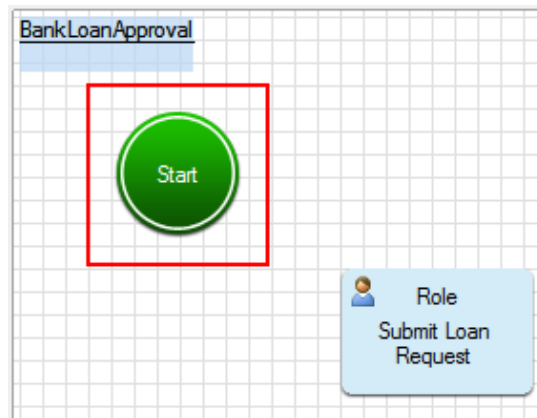 BankLoanApproval
Start
Role
Submit Loan
Request